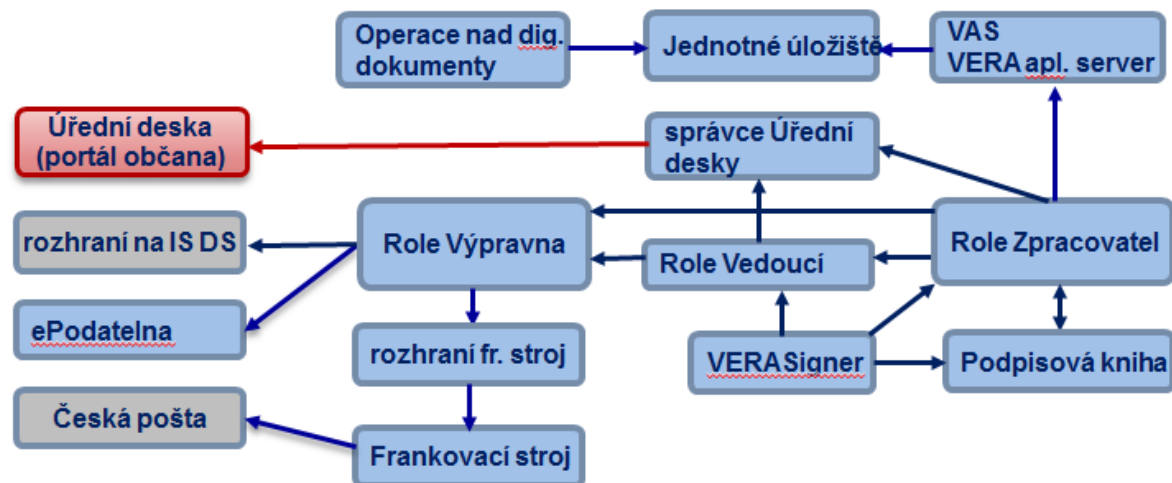 Operace nad dig.
dokumenty
Jednotné úložiště
VAS
VERA apl. server
Úřední deska
(portál občana)
správce Úřední
desky
rozhraní na IS DS
Role Výpravna
Role Vedoucí
Role Zpracovatel
ePodatelna
rozhraní fr. stroj
VERASigner
Podpisová kniha
Česká pošta
Frankovací stroj